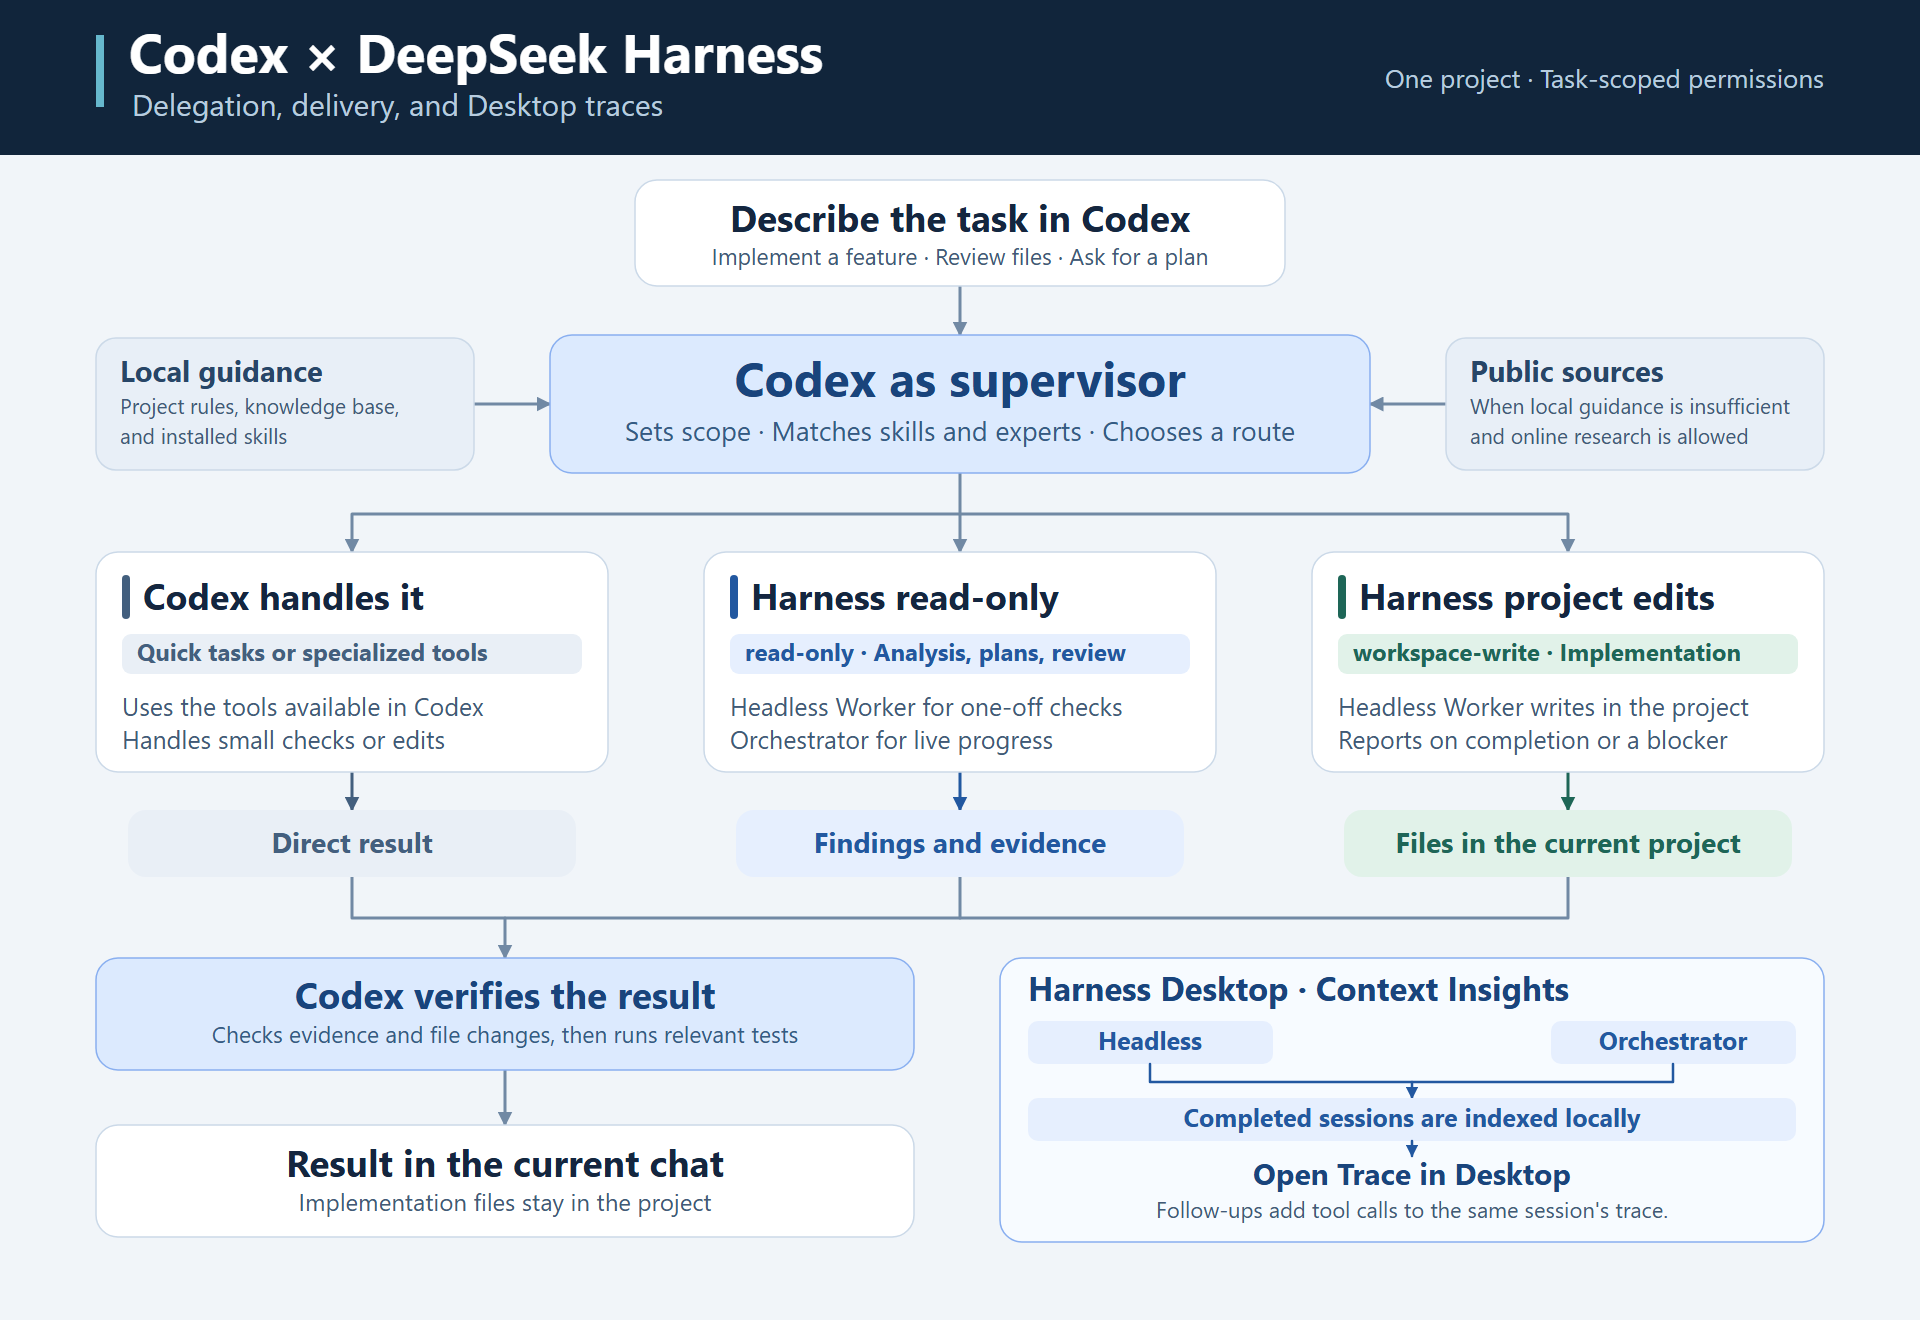 Codex × DeepSeek Harness
Delegation, delivery, and Desktop traces
One project · Task-scoped permissions
Describe the task in Codex
Implement a feature · Review files · Ask for a plan
Local guidance
Project rules, knowledge base,
and installed skills
Codex as supervisor
Sets scope · Matches skills and experts · Chooses a route
Public sources
When local guidance is insufficient
and online research is allowed
Codex handles it
Quick tasks or specialized tools
Uses the tools available in Codex
Handles small checks or edits
Harness read-only
read-only · Analysis, plans, review
Headless Worker for one-off checks
Orchestrator for live progress
Harness project edits
workspace-write · Implementation
Headless Worker writes in the project
Reports on completion or a blocker
Direct result
Findings and evidence
Files in the current project
Codex verifies the result
Checks evidence and file changes, then runs relevant tests
Result in the current chat
Implementation files stay in the project
Harness Desktop · Context Insights
Headless
Orchestrator
Completed sessions are indexed locally
Open Trace in Desktop
Follow-ups add tool calls to the same session's trace.